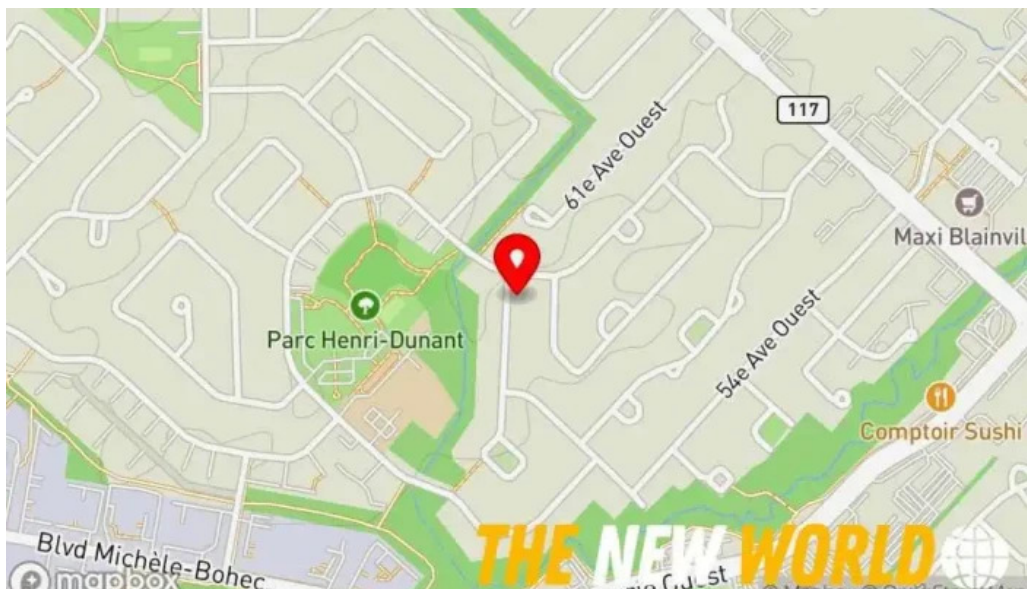 61e Ave Ouest
117
Maxi Blainvil
Parc Henri-Dunant
54e Ave Ouest
Comptoir Sushi
THE NEW WORLD
Blvd Michèle-Bohec
mapbox